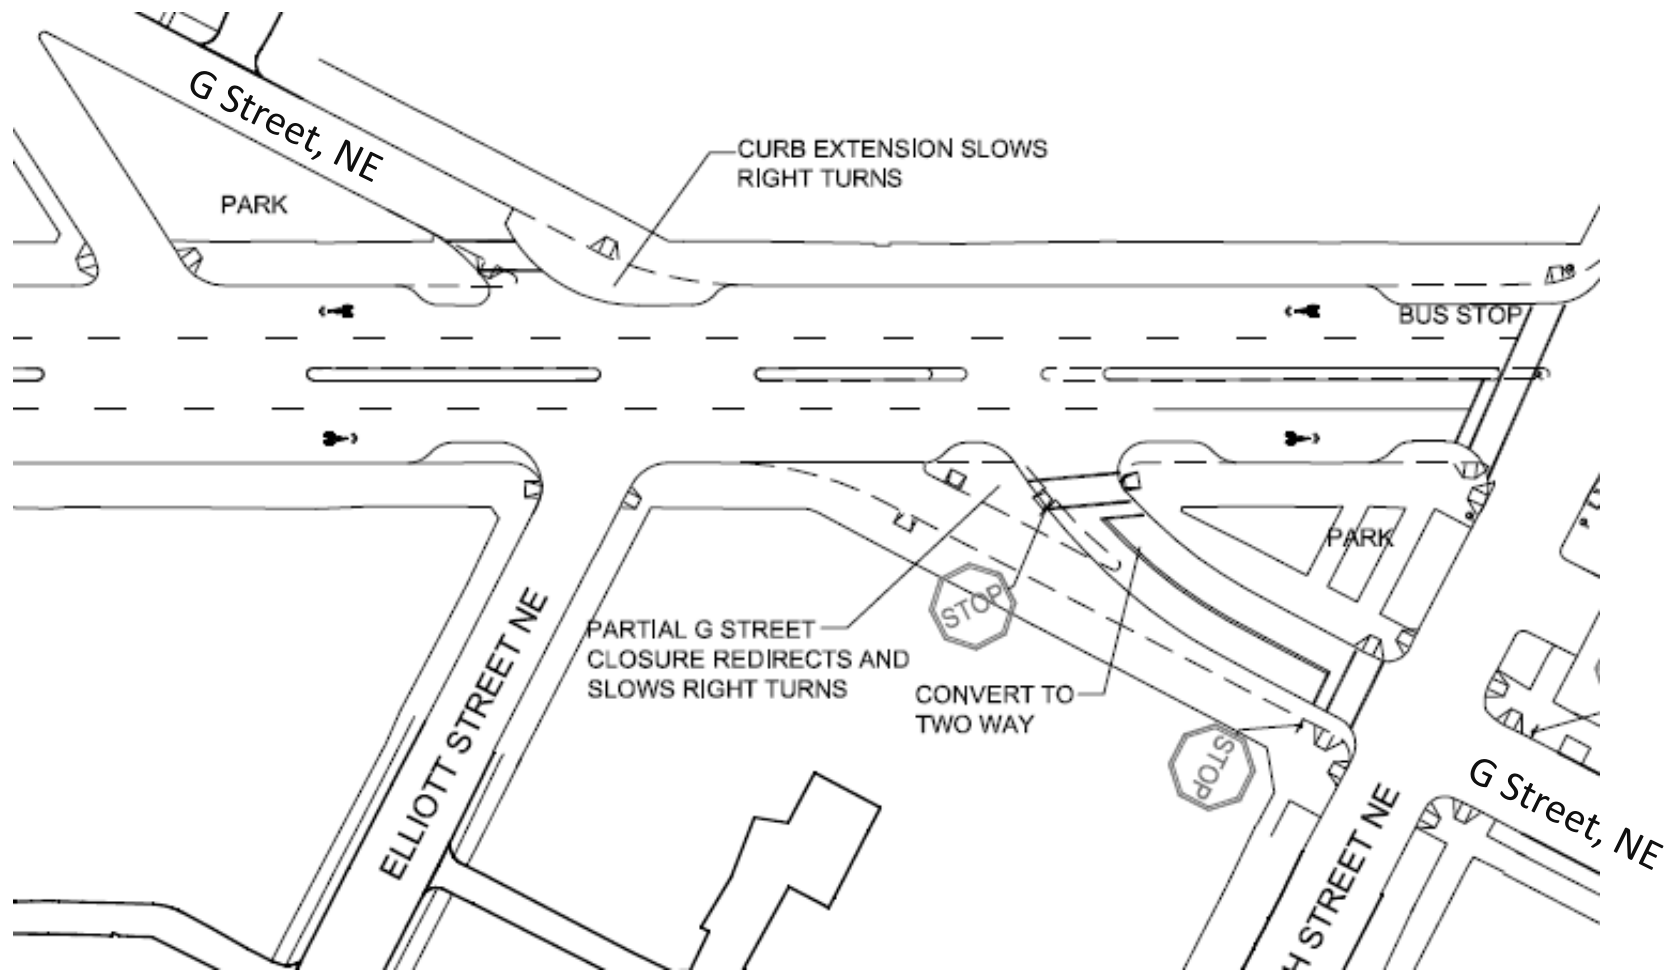 G Street, NE
CURB EXTENSION SLOWS
RIGHT TURNS
PARK
BUS STOP
PARK
STOP
PARTIAL G STREET
CLOSURE REDIRECTS AND
SLOWS RIGHT TURNS
CONVERT TO
TWO WAY
STOP
ELLIOTT STREET NE
G Street, NE
H STREET NE